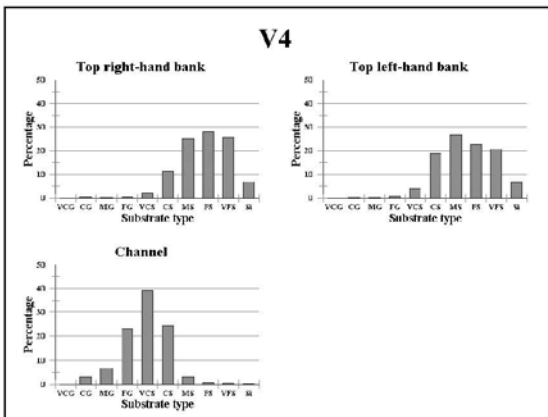 V4
Top right-hand bank
50
40
30
20
10
0
Percentage
VCG CG MG FG VCS CS MS FS VFS Si
Substrate type
Top left-hand bank
50
40
30
20
10
0
Percentage
VCG CG MG FG VCS CS MS FS VFS Si
Substrate type
Channel
50
40
30
20
10
0
Percentage
VCG CG MG FG VCS CS MS FS VFS Si
Substrate type